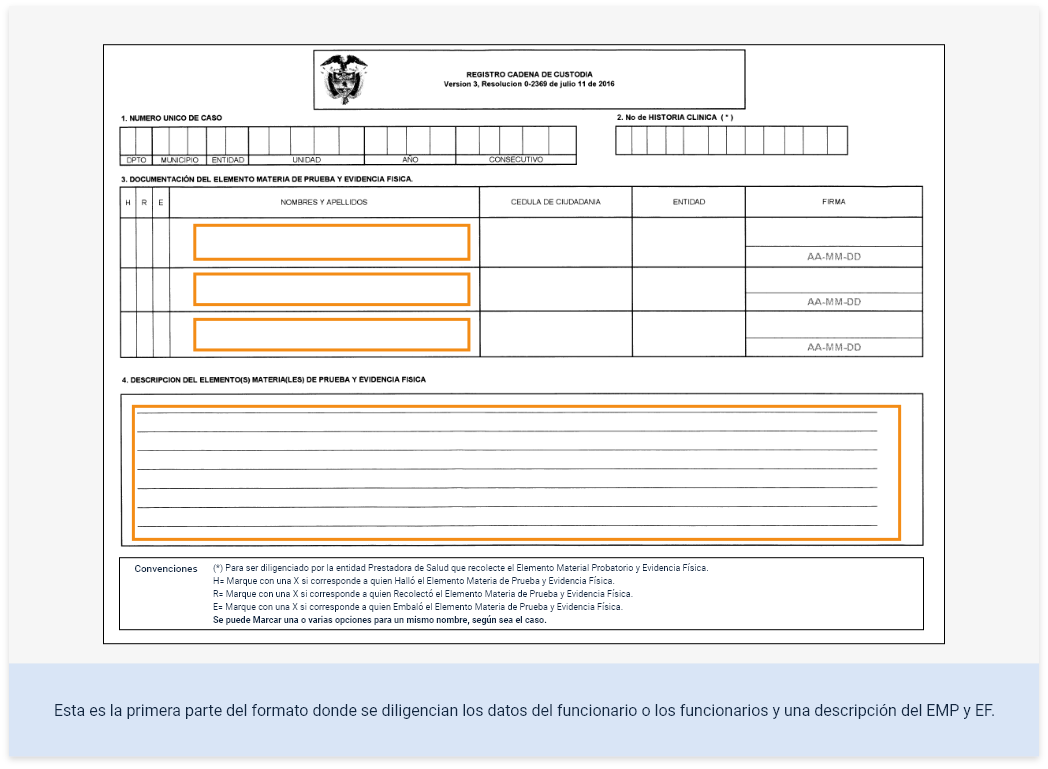 REGISTRO CADENA DE CUSTODIA
Version 3, Resolucion 0-2369 de julio 11 de 2016
1. NUMERO UNICO DE CASO
2. No de HISTORIA CLINICA ( * )
DPTO MUNICIPIO ENTIDAD UNIDAD AÑO CONSECUTIVO
3. DOCUMENTACIÓN DEL ELEMENTO MATERIA DE PRUEBA Y EVIDENCIA FISICA.
H R E NOMBRES Y APELLIDOS CEDULA DE CIUDADANIA ENTIDAD FIRMA
AA-MM-DD
AA-MM-DD
AA-MM-DD
4. DESCRIPCION DEL ELEMENTO(S) MATERIA(LES) DE PRUEBA Y EVIDENCIA FISICA
Convenciones (*) Para ser diligenciado por la entidad Prestadora de Salud que recolecte el Elemento Material Probatorio y Evidencia Física.
H= Marque con una X si corresponde a quien Halló el Elemento Materia de Prueba y Evidencia Física.
R= Marque con una X si corresponde a quien Recolectó el Elemento Materia de Prueba y Evidencia Física.
E= Marque con una X si corresponde a quien Embaló el Elemento Materia de Prueba y Evidencia Física.
Se puede Marcar una o varias opciones para un mismo nombre, según sea el caso.
Esta es la primera parte del formato donde se diligencian los datos del funcionario o los funcionarios y una descripción del EMP y EF.